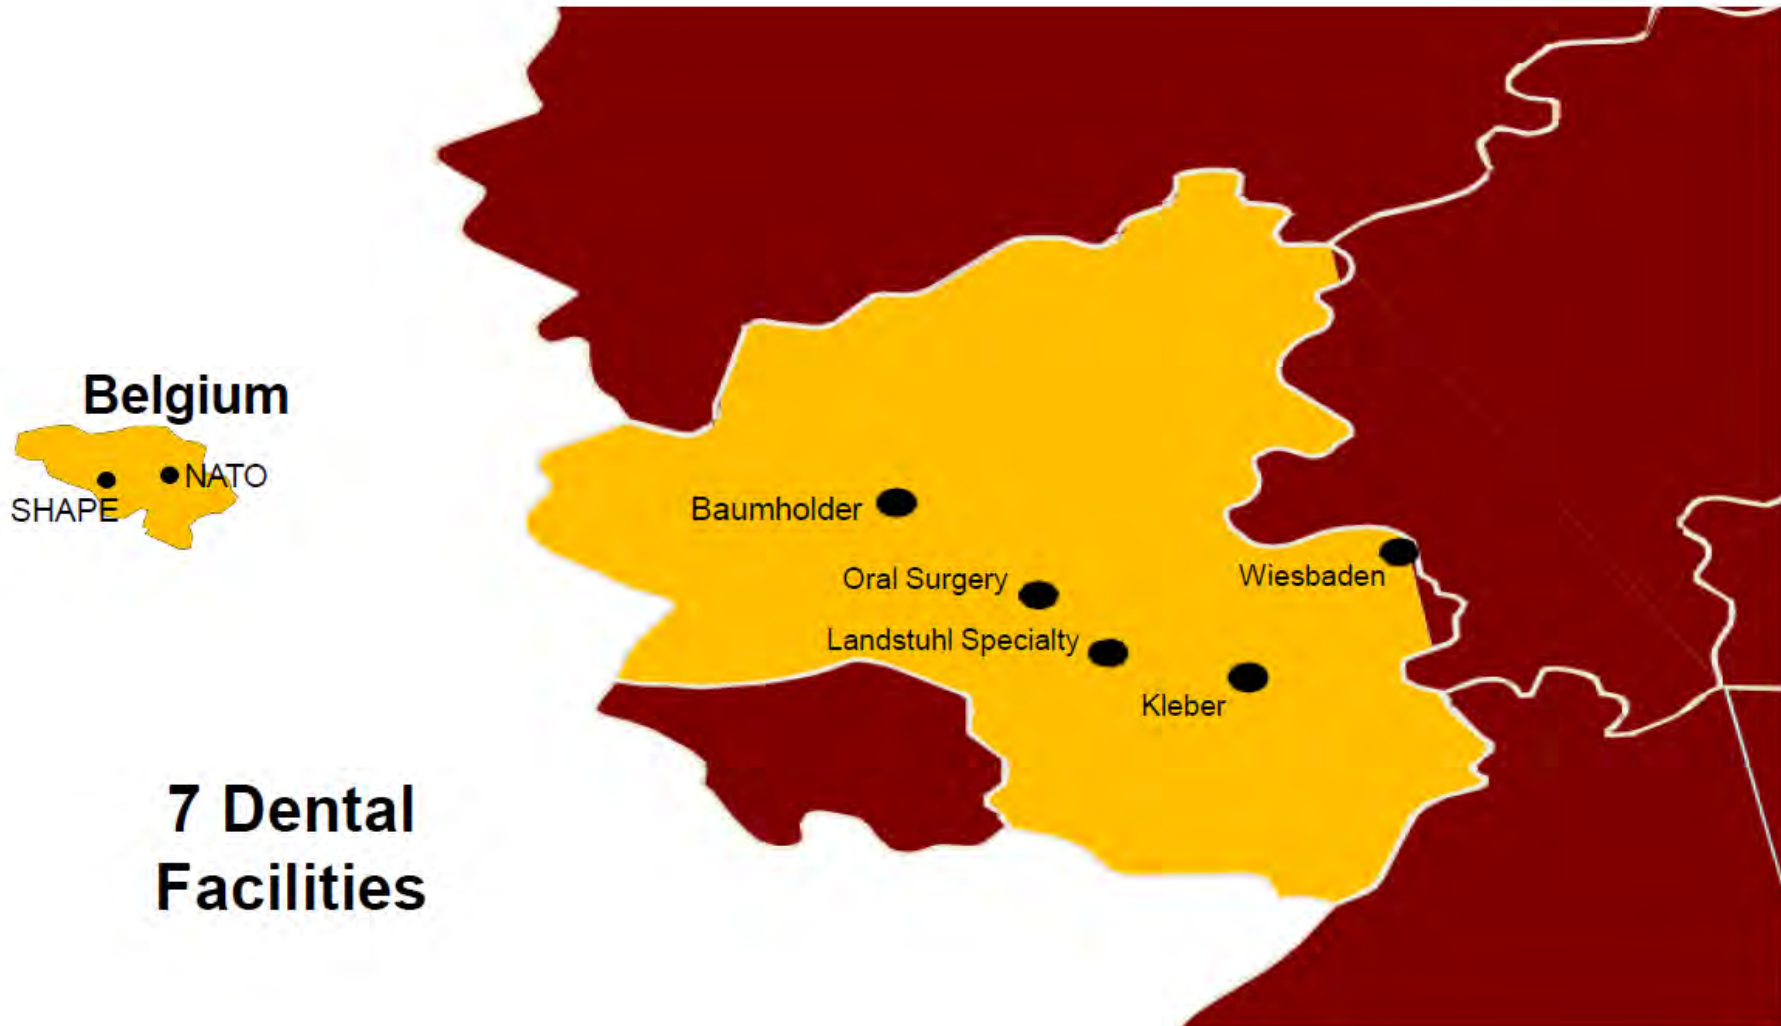 Belgium
NATO
SHAPE
Baumholder
Oral Surgery
Wiesbaden
Landstuhl Specialty
Kleber
7 Dental
Facilities